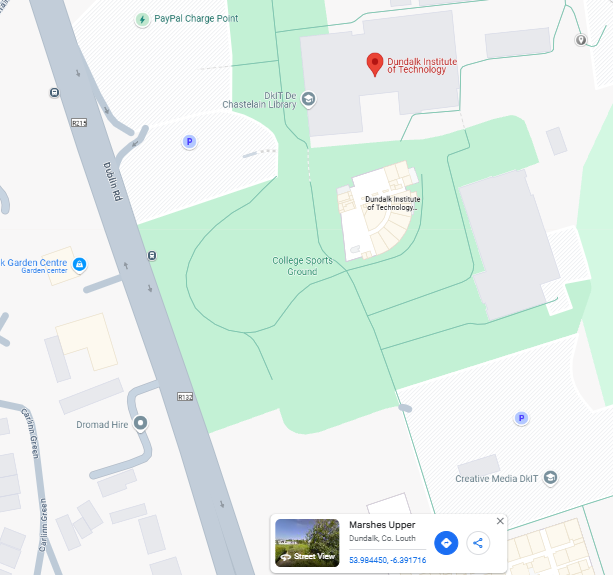 PayPal Charge Point
Dundalk Institute
of Technology
DkIT De
Chastelain Library
R215
P
Dublin Rd
Dundalk Institute
of Technology...
k Garden Centre
Garden center
College Sports
Ground
R132
Dromad Hire
P
Carlinn Green
Carlinn Green
Creative Media DkIT
Marshes Upper
Dundalk, Co. Louth
Street View
53.984450, -6.391716